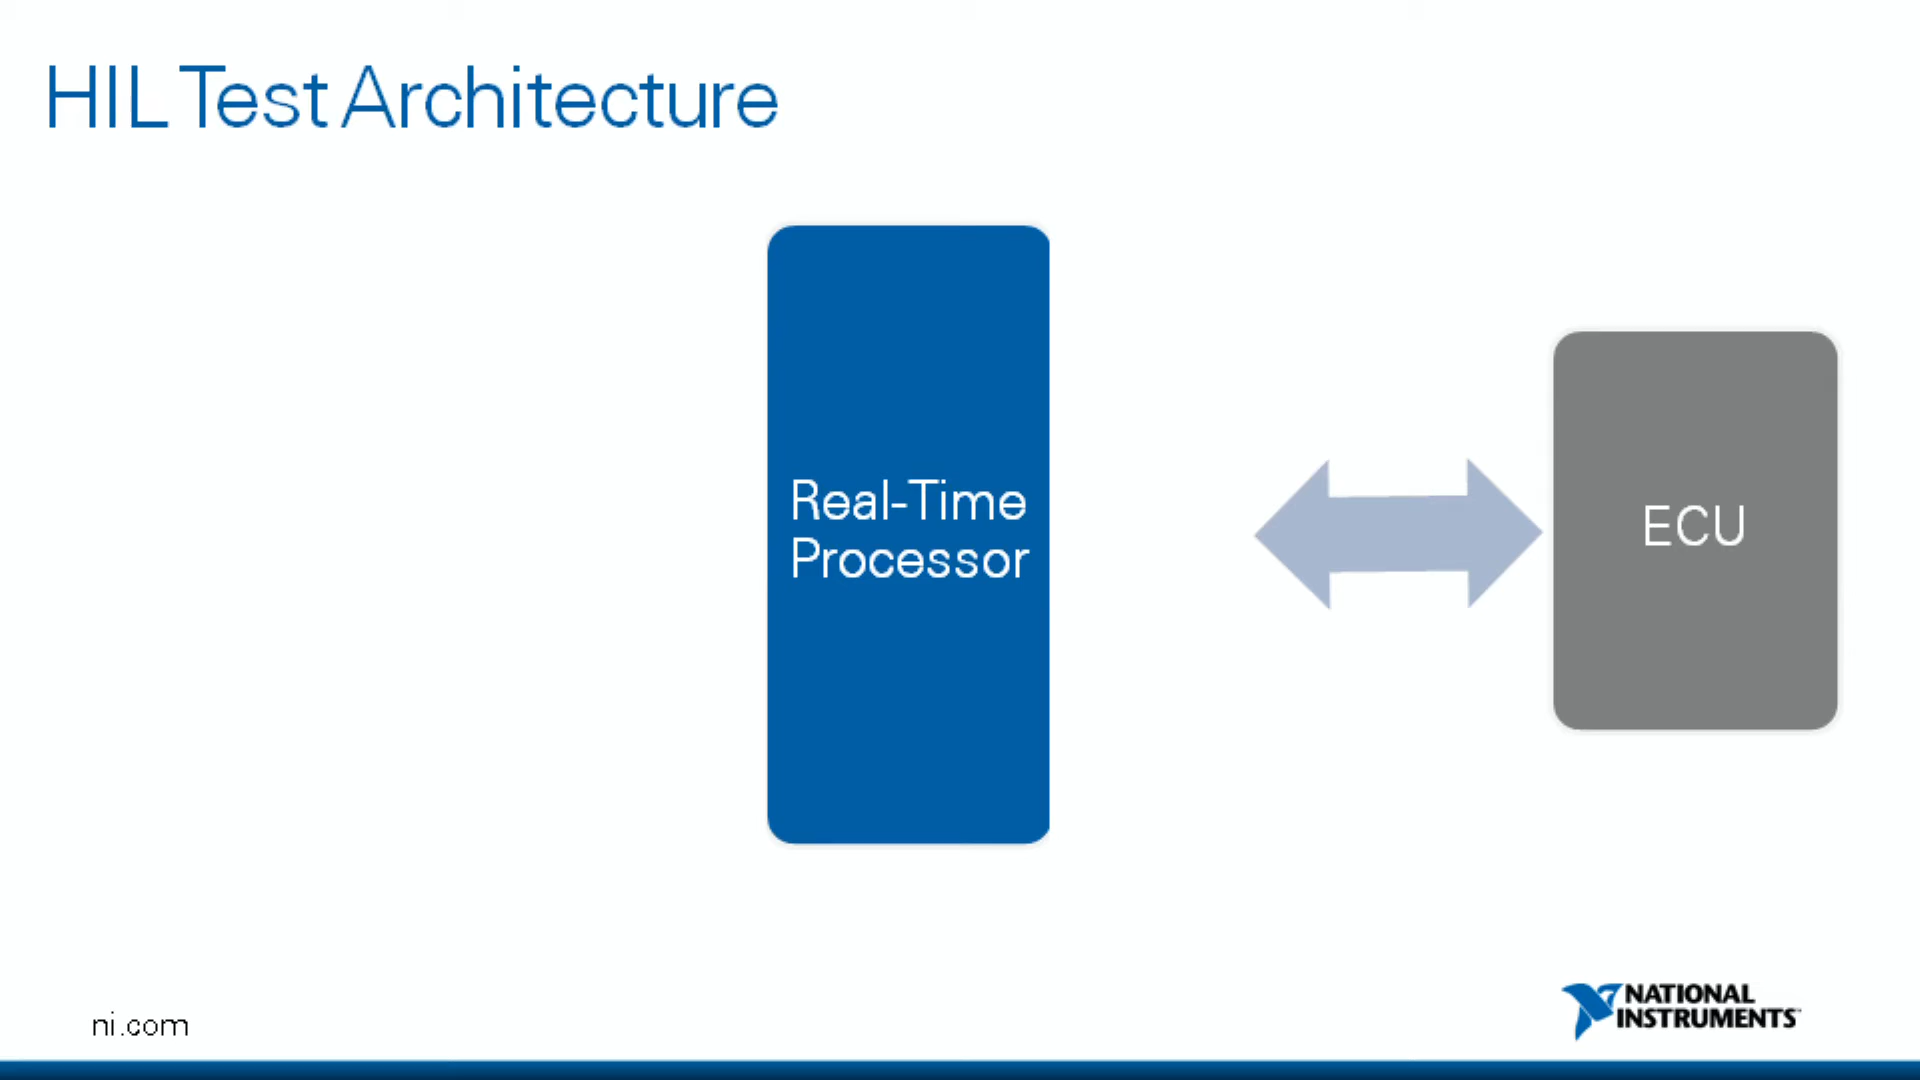 HIL Test Architecture
Real-Time
Processor
ECU
ni.com
NATIONAL
INSTRUMENTS